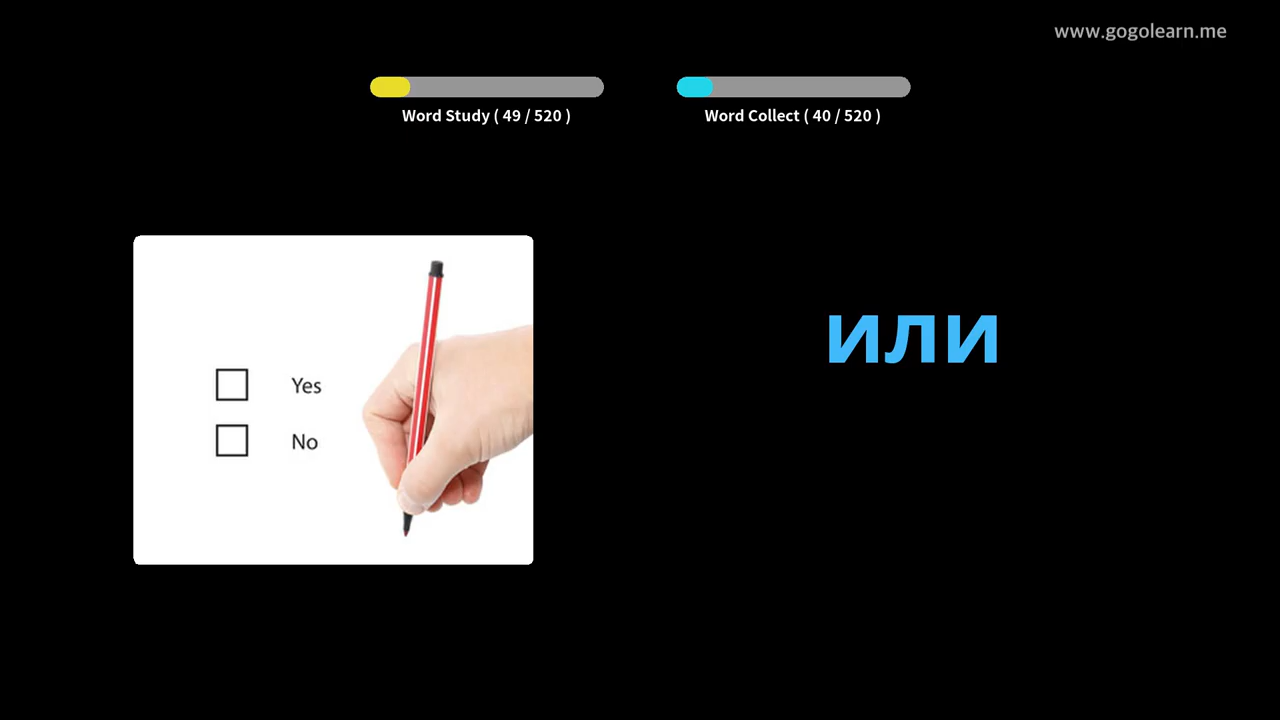 www.gogolearn.me
Word Study ( 49 / 520 )
Word Collect ( 40 / 520 )
Yes
No
или